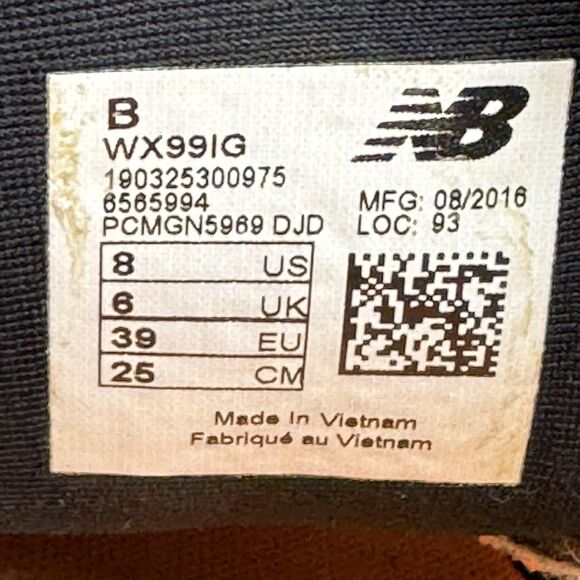 NB
B
WX99IG
190325300975
6565994
PCMGN5969 DJD
MFG: 08/2016
LOC: 93
8 US
6 UK
39 EU
25 CM
Made In Vietnam
Fabriqué au Vietnam